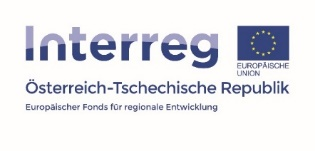 Interreg
EUROPÄISCHE
UNION
Österreich-Tschechische Republik
Europäischer Fonds für regionale Entwicklung